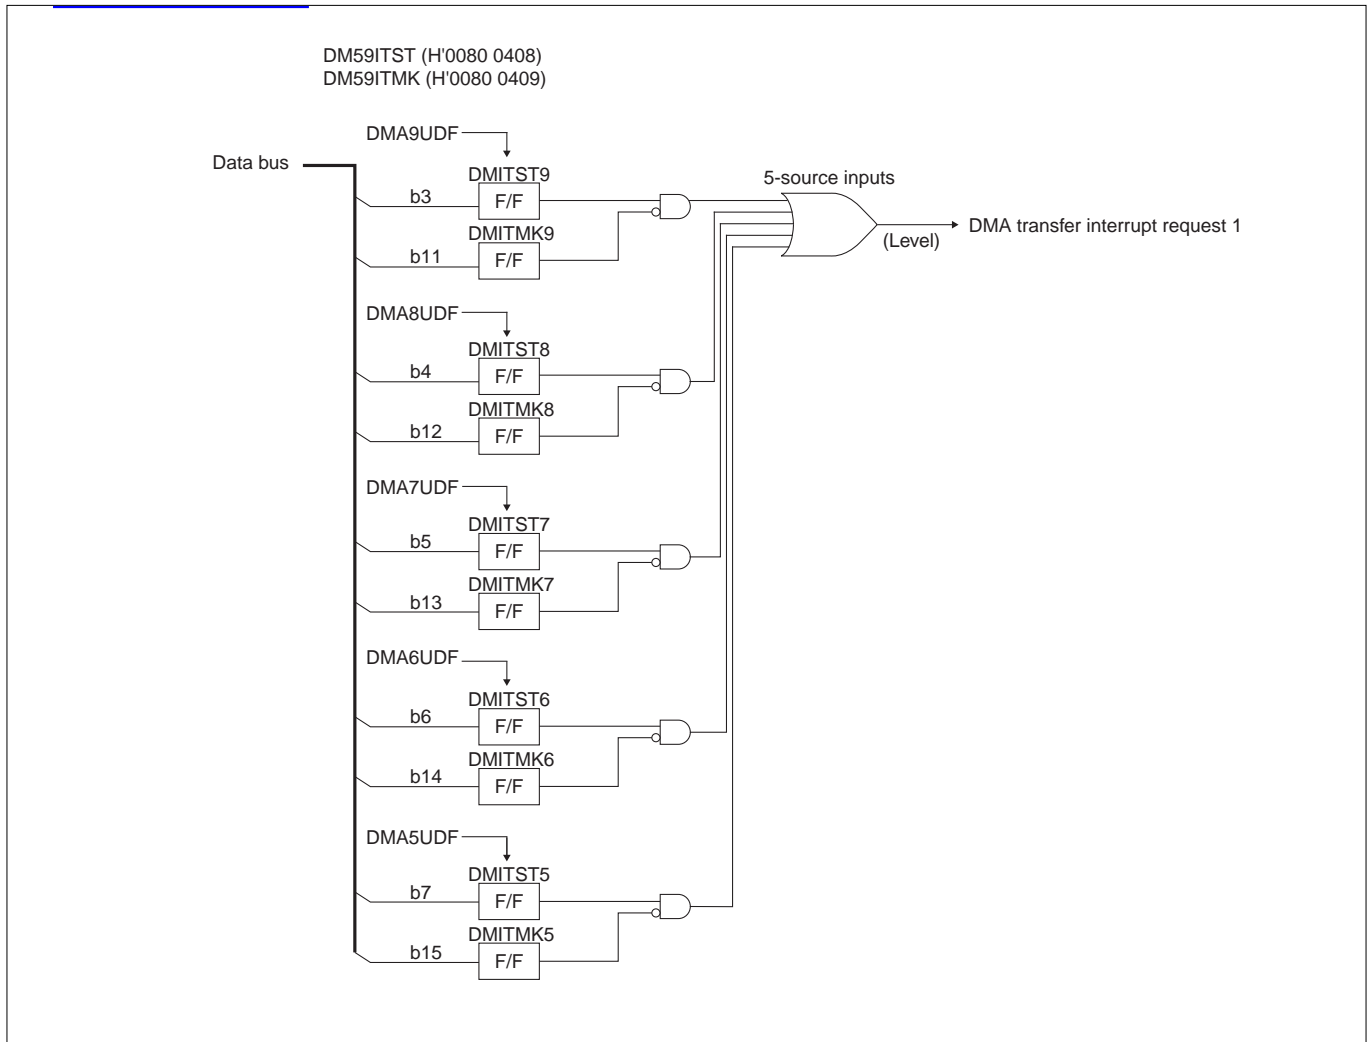 DM59ITST (H'0080 0408)
DM59ITMK (H'0080 0409)
DMA9UDF
Data bus
DMITST9
5-source inputs
b3
F/F
DMITMK9
(Level)
DMA transfer interrupt request 1
b11
F/F
DMA8UDF
DMITST8
b4
F/F
DMITMK8
b12
F/F
DMA7UDF
DMITST7
b5
F/F
DMITMK7
b13
F/F
DMA6UDF
DMITST6
b6
F/F
DMITMK6
b14
F/F
DMA5UDF
DMITST5
b7
F/F
DMITMK5
b15
F/F